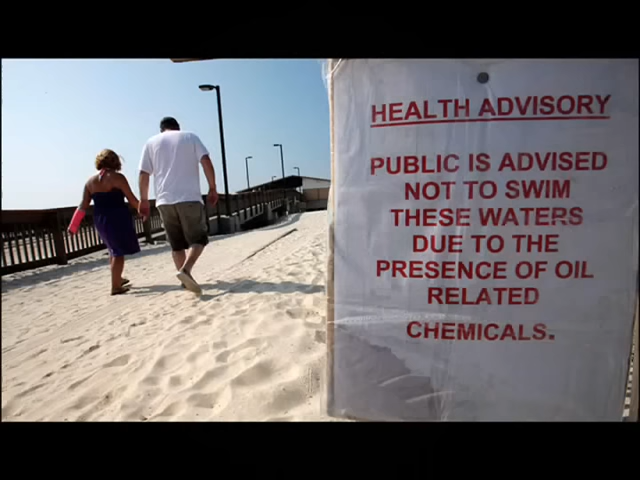 HEALTH ADVISORY
PUBLIC IS ADVISED
NOT TO SWIM
THESE WATERS
DUE TO THE
PRESENCE OF OIL
RELATED
CHEMICALS.